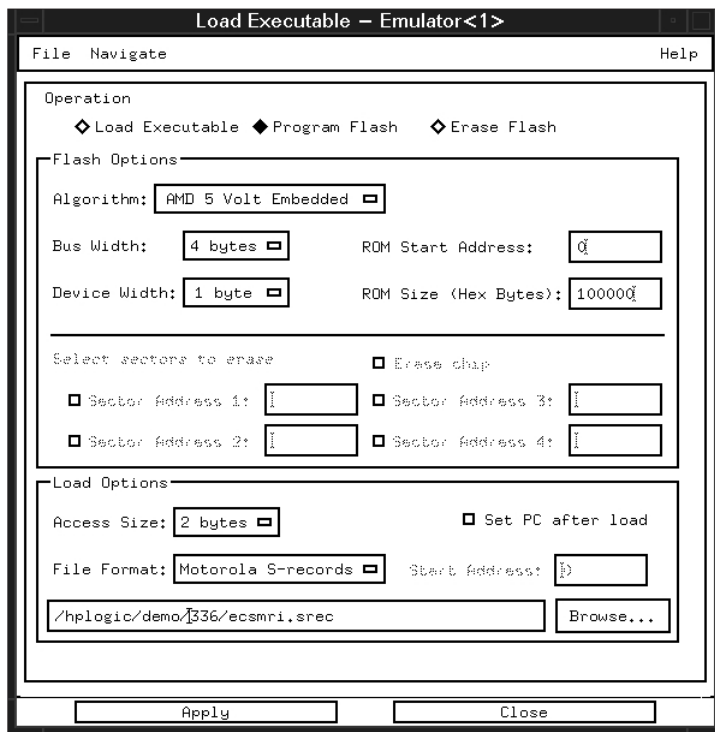 Load Executable – Emulator<1>
File Navigate Help
Operation
Load Executable Program Flash Erase Flash
Flash Options
Algorithm: AMD 5 Volt Embedded
Bus Width: 4 bytes ROM Start Address: 0
Device Width: 1 byte ROM Size (Hex Bytes): 100000
Select sectors to erase Erase chip
Sector Address 1: Sector Address 3:
Sector Address 2: Sector Address 4:
Load Options
Access Size: 2 bytes Set PC after load
File Format: Motorola S-records Start Address:
/hplogic/demo/336/ecsmri.srec Browse...
Apply Close